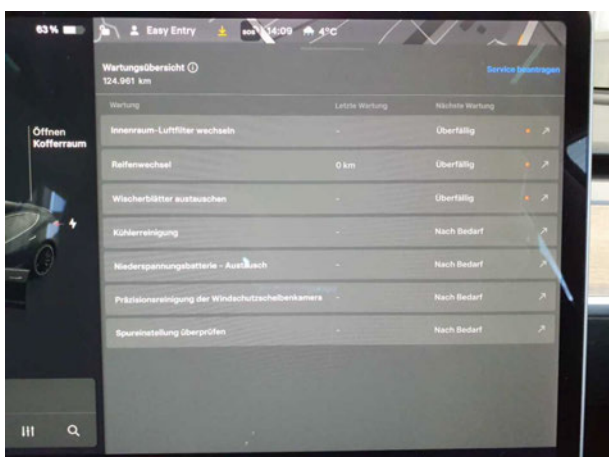 63 %
Easy Entry
SOS
14:09
4°C
Wartungsübersicht
124.961 km
Service beantragen
Wartung Letzte Wartung Nächste Wartung
Öffnen
Kofferraum
Innenraum-Luftfilter wechseln - Überfällig
Reifenwechsel 0 km Überfällig
Wischerblätter austauschen - Überfällig
Kühlerreinigung - Nach Bedarf
Niederspannungsbatterie – Austausch - Nach Bedarf
Präzisionsreinigung der Windschutzscheibenkamera - Nach Bedarf
Spureinstellung überprüfen - Nach Bedarf